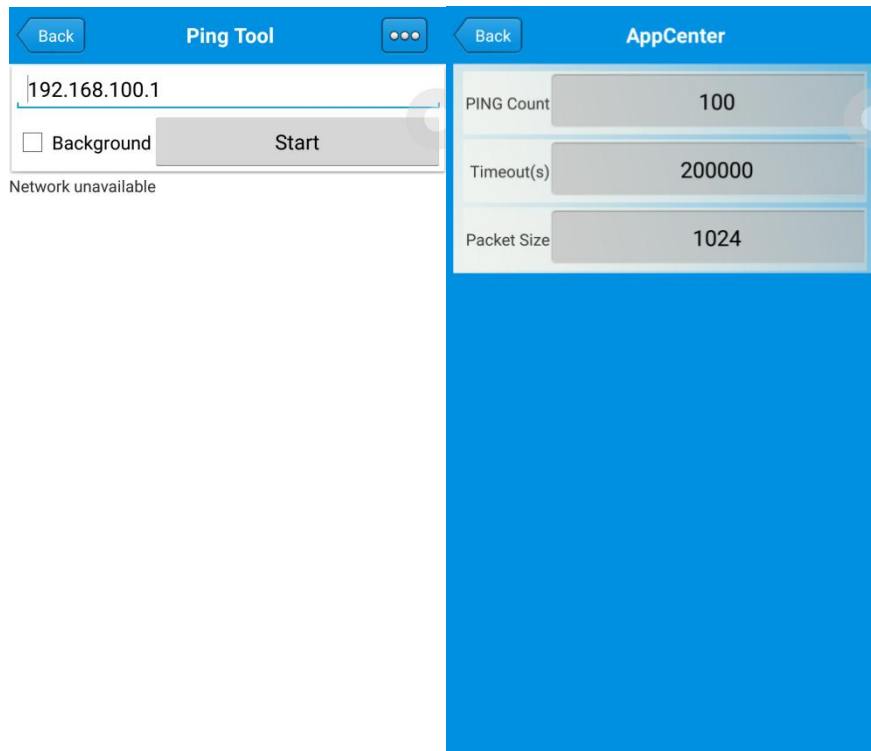 Back
Ping Tool
192.168.100.1
Background
Start
Network unavailable
Back
AppCenter
PING Count
100
Timeout(s)
200000
Packet Size
1024